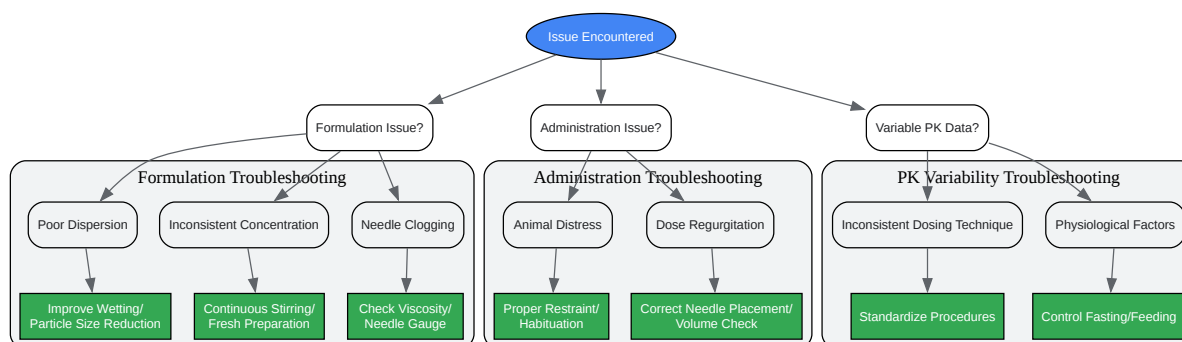 Issue Encountered
Formulation Issue?
Administration Issue?
Variable PK Data?
Formulation Troubleshooting
Administration Troubleshooting
PK Variability Troubleshooting
Poor Dispersion
Inconsistent Concentration
Needle Clogging
Animal Distress
Dose Regurgitation
Inconsistent Dosing Technique
Physiological Factors
Improve Wetting/
Particle Size Reduction
Continuous Stirring/
Fresh Preparation
Check Viscosity/
Needle Gauge
Proper Restraint/
Habituation
Correct Needle Placement/
Volume Check
Standardize Procedures
Control Fasting/Feeding